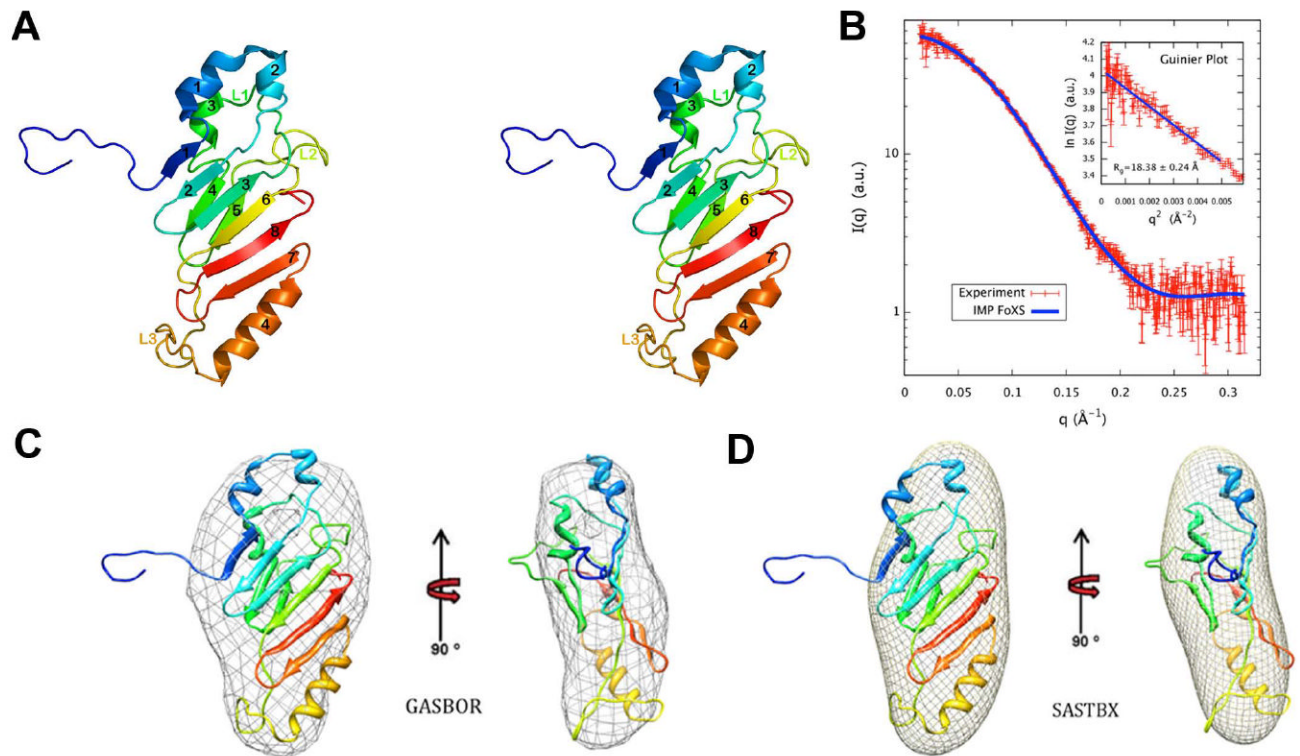 A
1
2
3
L1
1
L2
2
4
3
6
5
8
7
4
L3
1
2
3
L1
1
L2
2
4
3
6
5
8
7
4
L3
B
I(q) (a.u.)
10
1
0
0.05
0.1
0.15
0.2
0.25
0.3
q (Å⁻¹)
Experiment
IMP FoXS
Guinier Plot
ln I(q) (a.u.)
4.2
4.1
4
3.9
3.8
3.7
3.6
3.5
3.4
Rg=18.38 ± 0.24 Å
0
0.001
0.002
0.003
0.004
0.005
q² (Å⁻²)
C
90 º
GASBOR
D
90 º
SASTBX